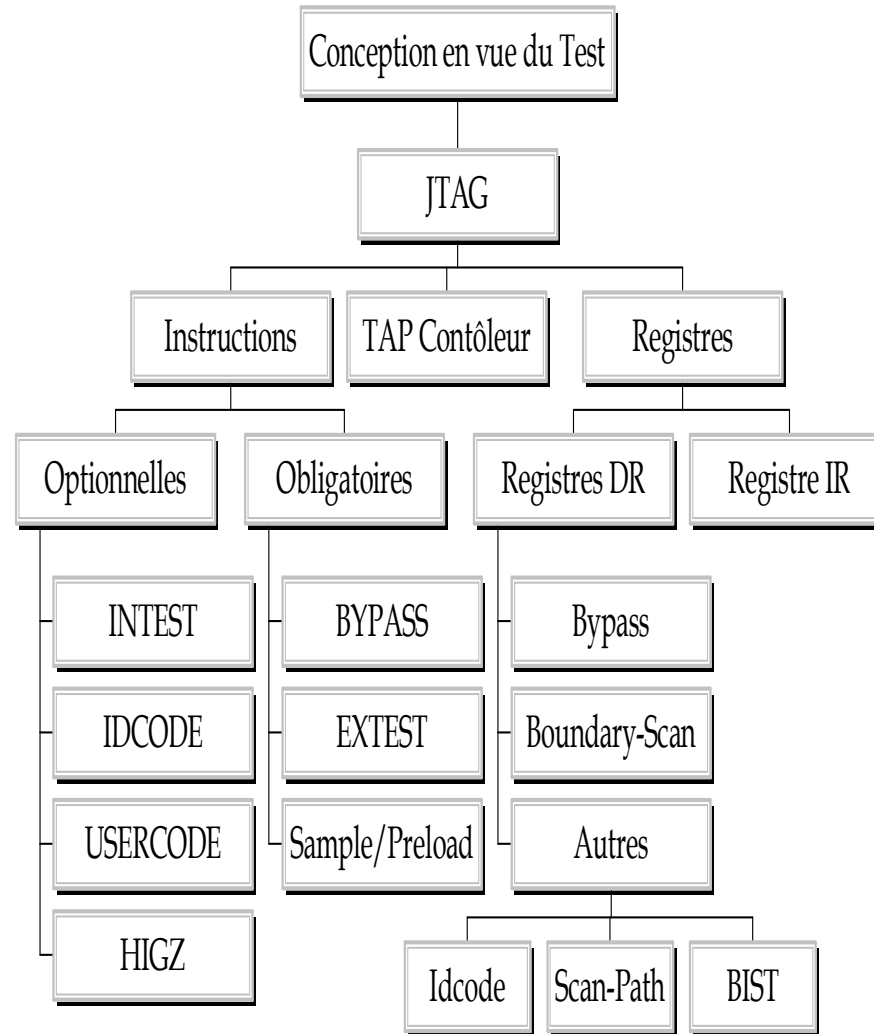 Conception en vue du Test
JTAG
Instructions
TAP Contôleur
Registres
Optionnelles
Obligatoires
Registres DR
Registre IR
INTEST
BYPASS
Bypass
IDCODE
EXTEST
Boundary-Scan
USERCODE
Sample/Preload
Autres
HIGZ
Idcode
Scan-Path
BIST